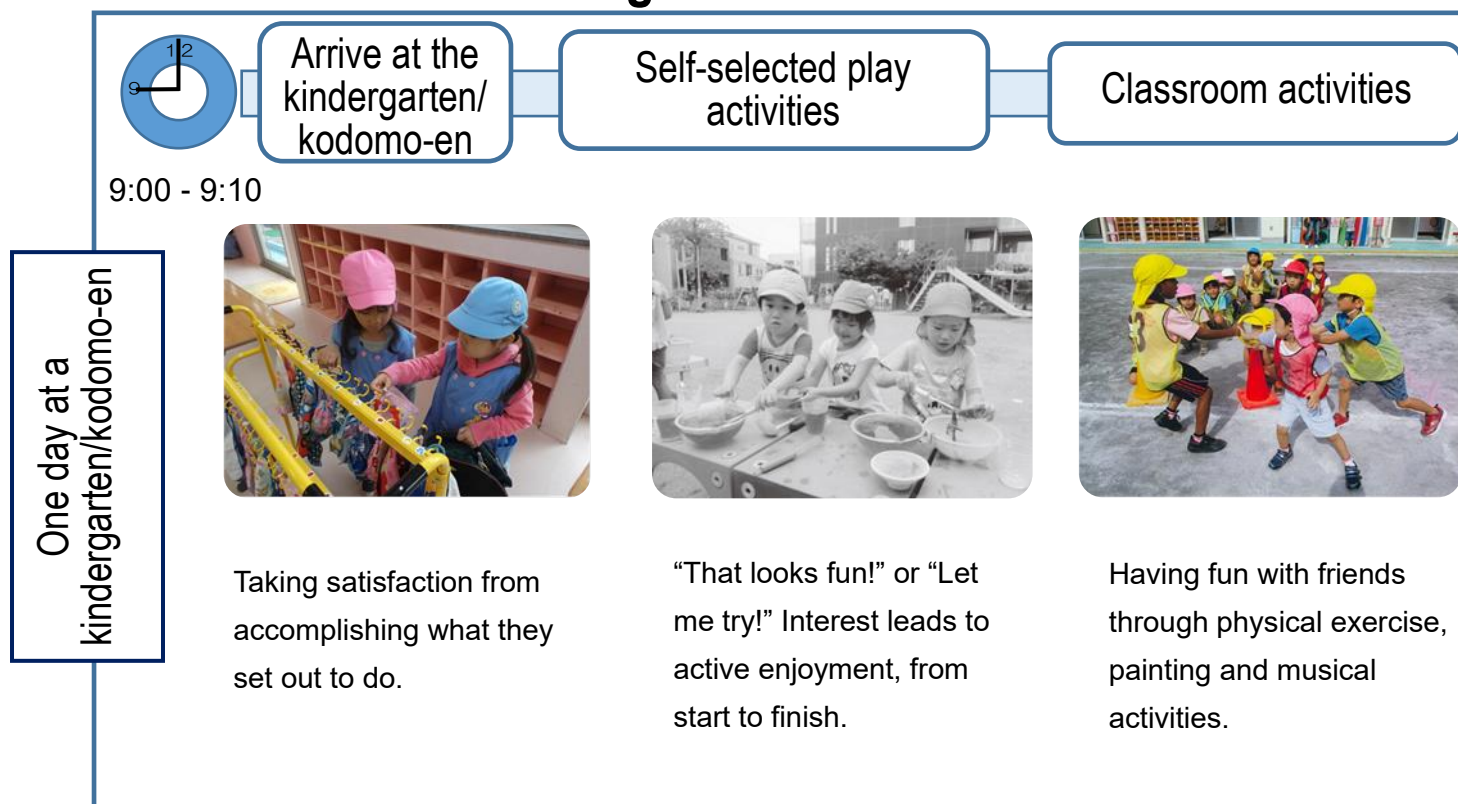 12
9
Arrive at the
kindergarten/
kodomo-en
Self-selected play
activities
Classroom activities
9:00 - 9:10
One day at a
kindergarten/kodomo-en
Taking satisfaction from
accomplishing what they
set out to do.
“That looks fun!” or “Let
me try!” Interest leads to
active enjoyment, from
start to finish.
Having fun with friends
through physical exercise,
painting and musical
activities.